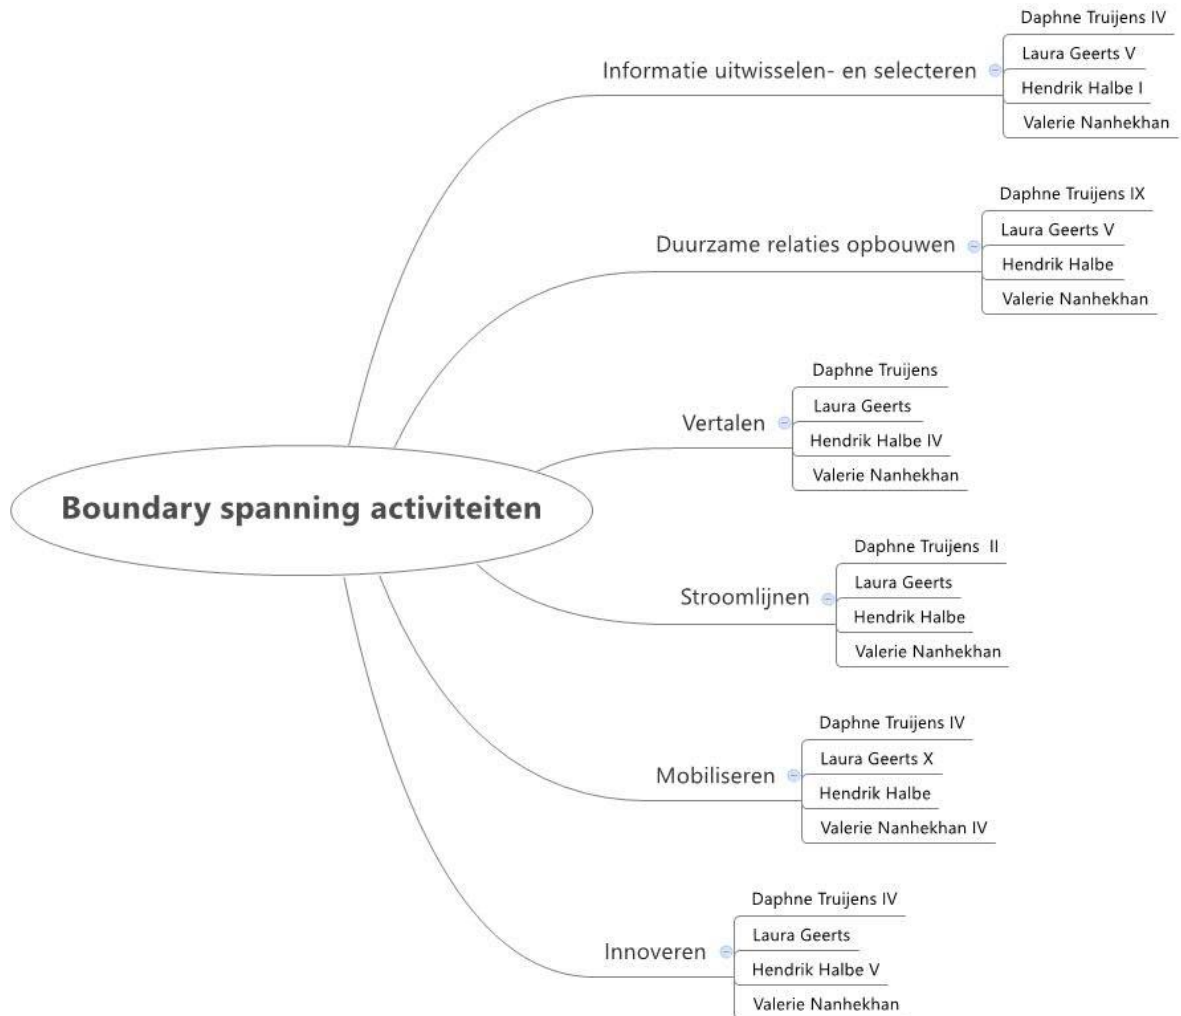 Daphne Truijens IV
Informatie uitwisselen- en selecteren
Laura Geerts V
Hendrik Halbe I
Valerie Nanhekhan
Daphne Truijens IX
Duurzame relaties opbouwen
Laura Geerts V
Hendrik Halbe
Valerie Nanhekhan
Daphne Truijens
Vertalen
Laura Geerts
Hendrik Halbe IV
Valerie Nanhekhan
Boundary spanning activiteiten
Daphne Truijens II
Stroomlijnen
Laura Geerts
Hendrik Halbe
Valerie Nanhekhan
Daphne Truijens IV
Mobiliseren
Laura Geerts X
Hendrik Halbe
Valerie Nanhekhan IV
Daphne Truijens IV
Innoveren
Laura Geerts
Hendrik Halbe V
Valerie Nanhekhan